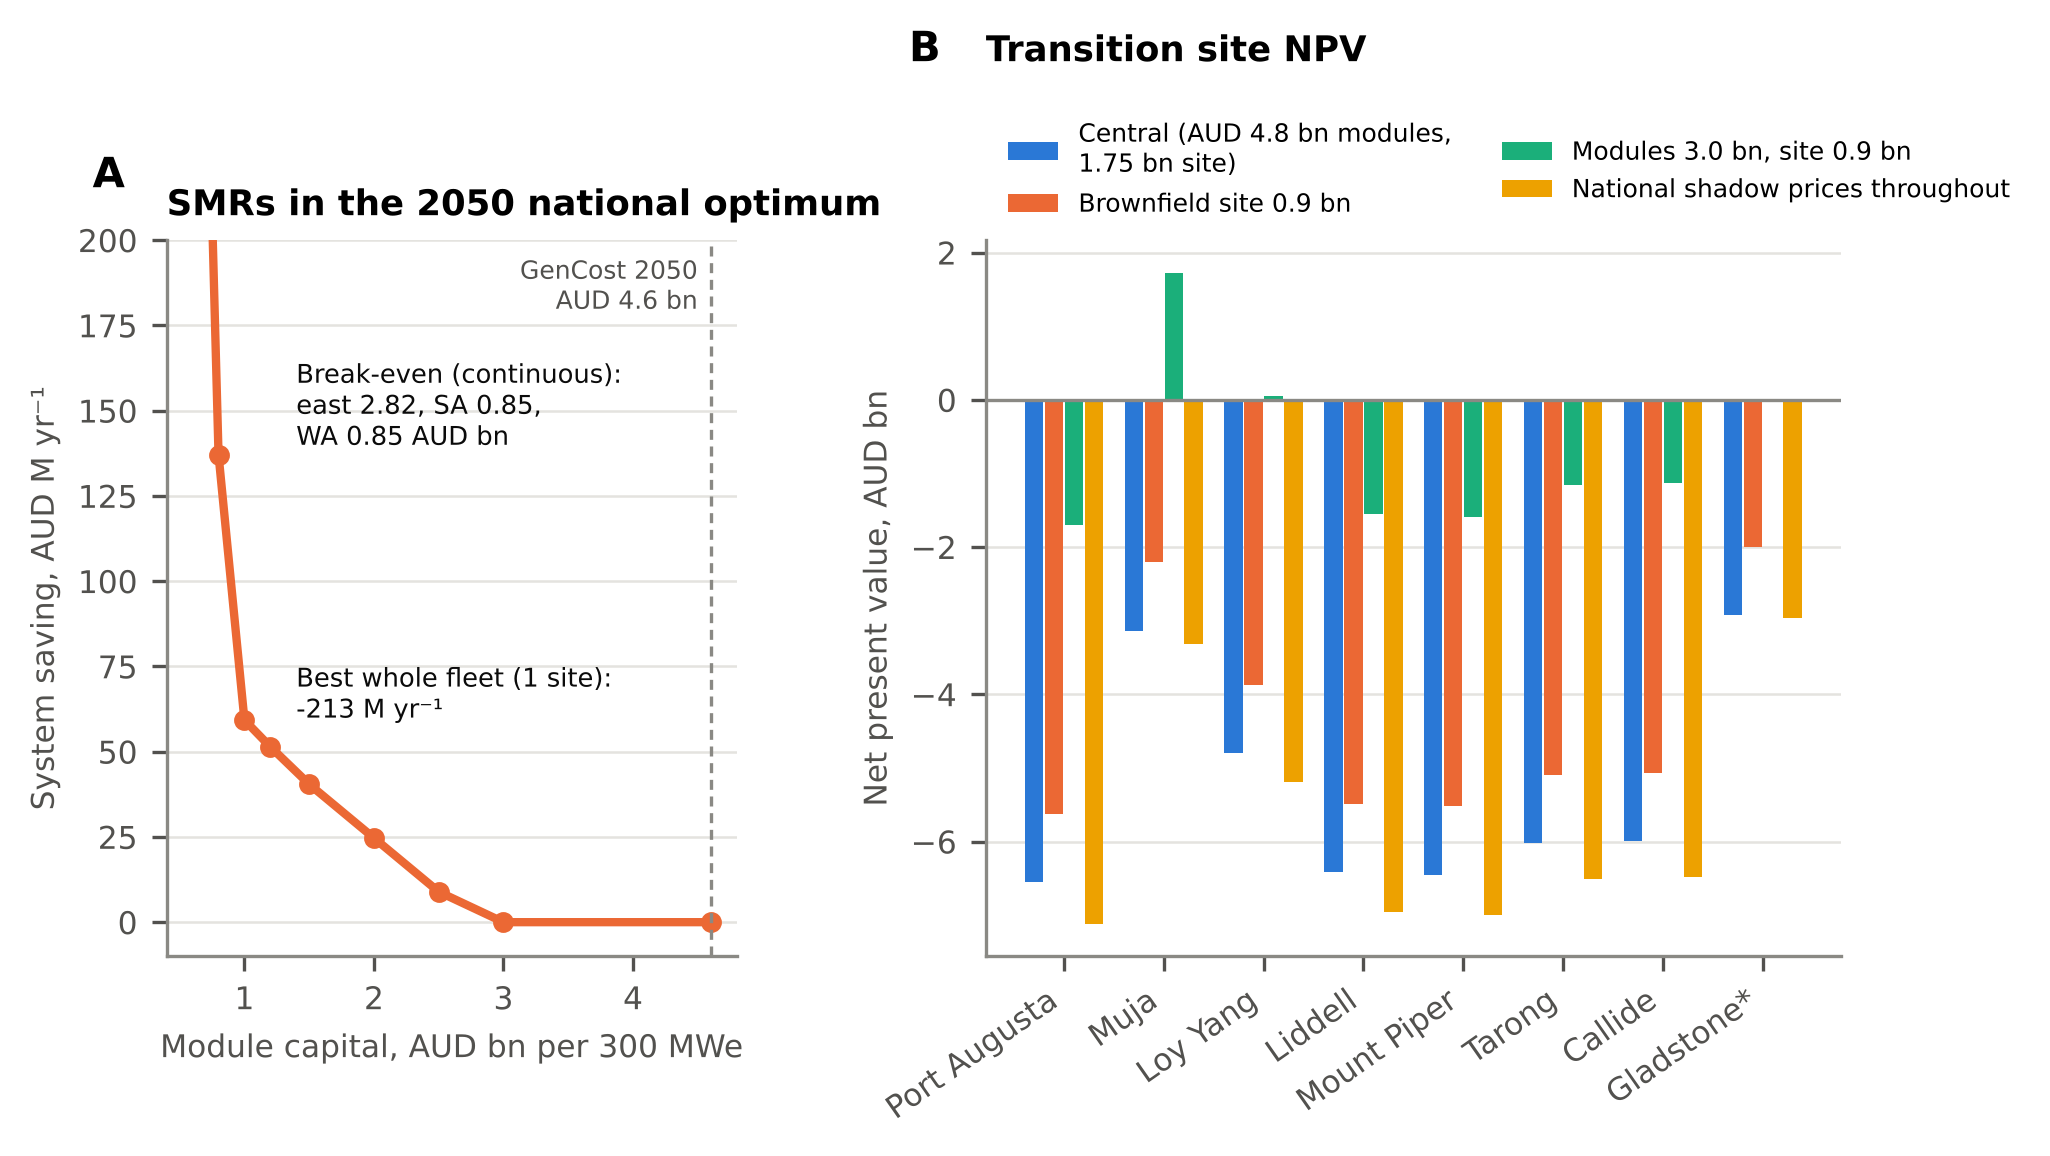 A
SMRs in the 2050 national optimum
200
175
150
125
100
75
50
25
0
System saving, AUD M yr⁻¹
GenCost 2050
AUD 4.6 bn
Break-even (continuous):
east 2.82, SA 0.85,
WA 0.85 AUD bn
Best whole fleet (1 site):
-213 M yr⁻¹
1
2
3
4
Module capital, AUD bn per 300 MWe
B
Transition site NPV
Central (AUD 4.8 bn modules,
1.75 bn site)
Brownfield site 0.9 bn
Modules 3.0 bn, site 0.9 bn
National shadow prices throughout
2
0
−2
−4
−6
Net present value, AUD bn
Port Augusta
Muja
Loy Yang
Liddell
Mount Piper
Tarong
Callide
Gladstone*